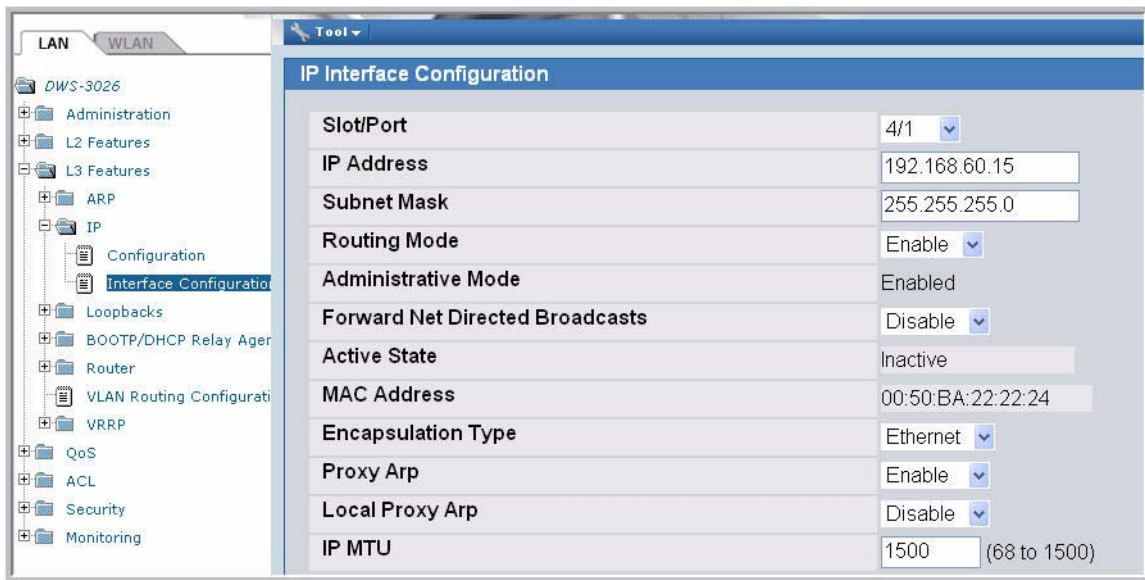 LAN
WLAN
DWS-3026
Administration
L2 Features
L3 Features
ARP
IP
Configuration
Interface Configuratio
Loopbacks
BOOTP/DHCP Relay Ager
Router
VLAN Routing Configurati
VRRP
QoS
ACL
Security
Monitoring
Tool
IP Interface Configuration
Slot/Port 4/1
IP Address 192.168.60.15
Subnet Mask 255.255.255.0
Routing Mode Enable
Administrative Mode Enabled
Forward Net Directed Broadcasts Disable
Active State Inactive
MAC Address 00:50:BA:22:22:24
Encapsulation Type Ethernet
Proxy Arp Enable
Local Proxy Arp Disable
IP MTU 1500 (68 to 1500)